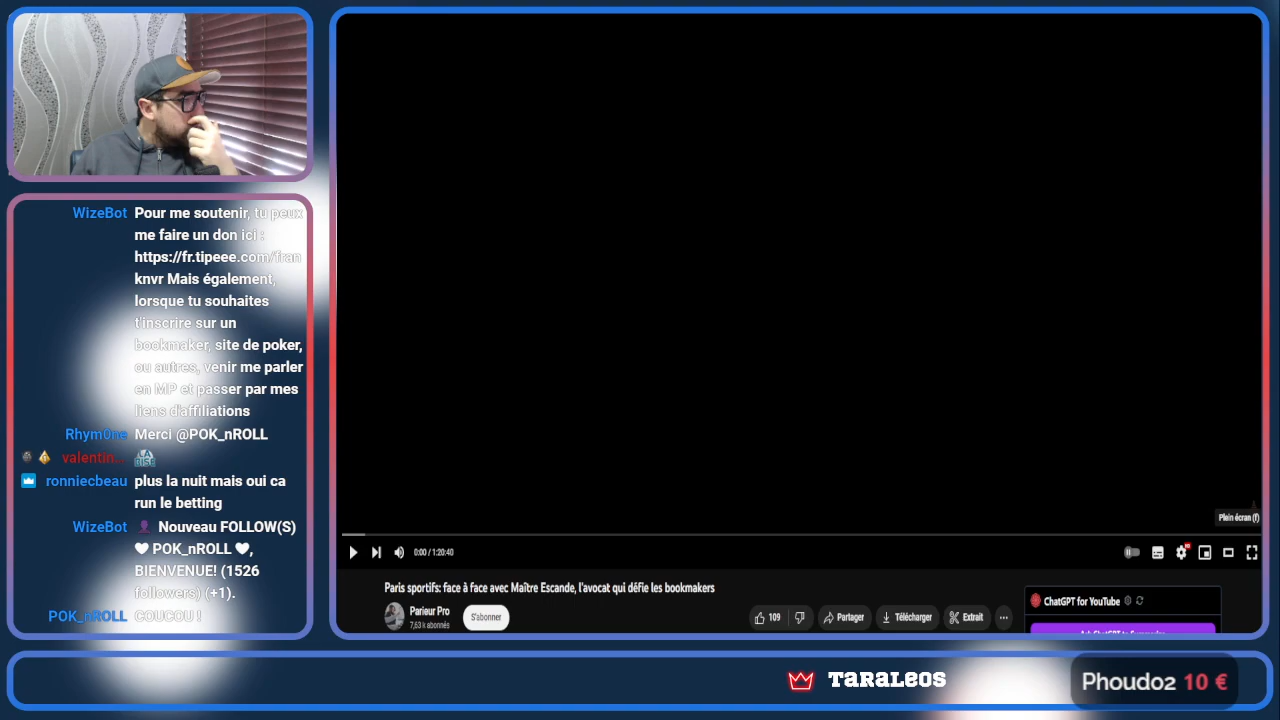 WizeBot Pour me soutenir, tu peux
me faire un don ici :
https://fr.tipeee.com/fran
knvr Mais également,
lorsque tu souhaites
t'inscrire sur un
bookmaker, site de poker,
ou autres, venir me parler
en MP et passer par mes
liens d'affiliations
Rhym0ne Merci @POK_nROLL
valentin...
ronniecbeau plus la nuit mais oui ca
run le betting
WizeBot Nouveau FOLLOW(S)
POK_nROLL,
BIENVENUE! (1526
followers) (+1).
POK_nROLL COUCOU !
Plein écran (f)
0:00 / 1:20:40
Paris sportifs: face à face avec Maître Escande, l'avocat qui défie les bookmakers
Parieur Pro
7,63 k abonnés
S'abonner
109
Partager
Télécharger
Extrait
...
ChatGPT for YouTube
TARALEOS
Phoudo2 10 €